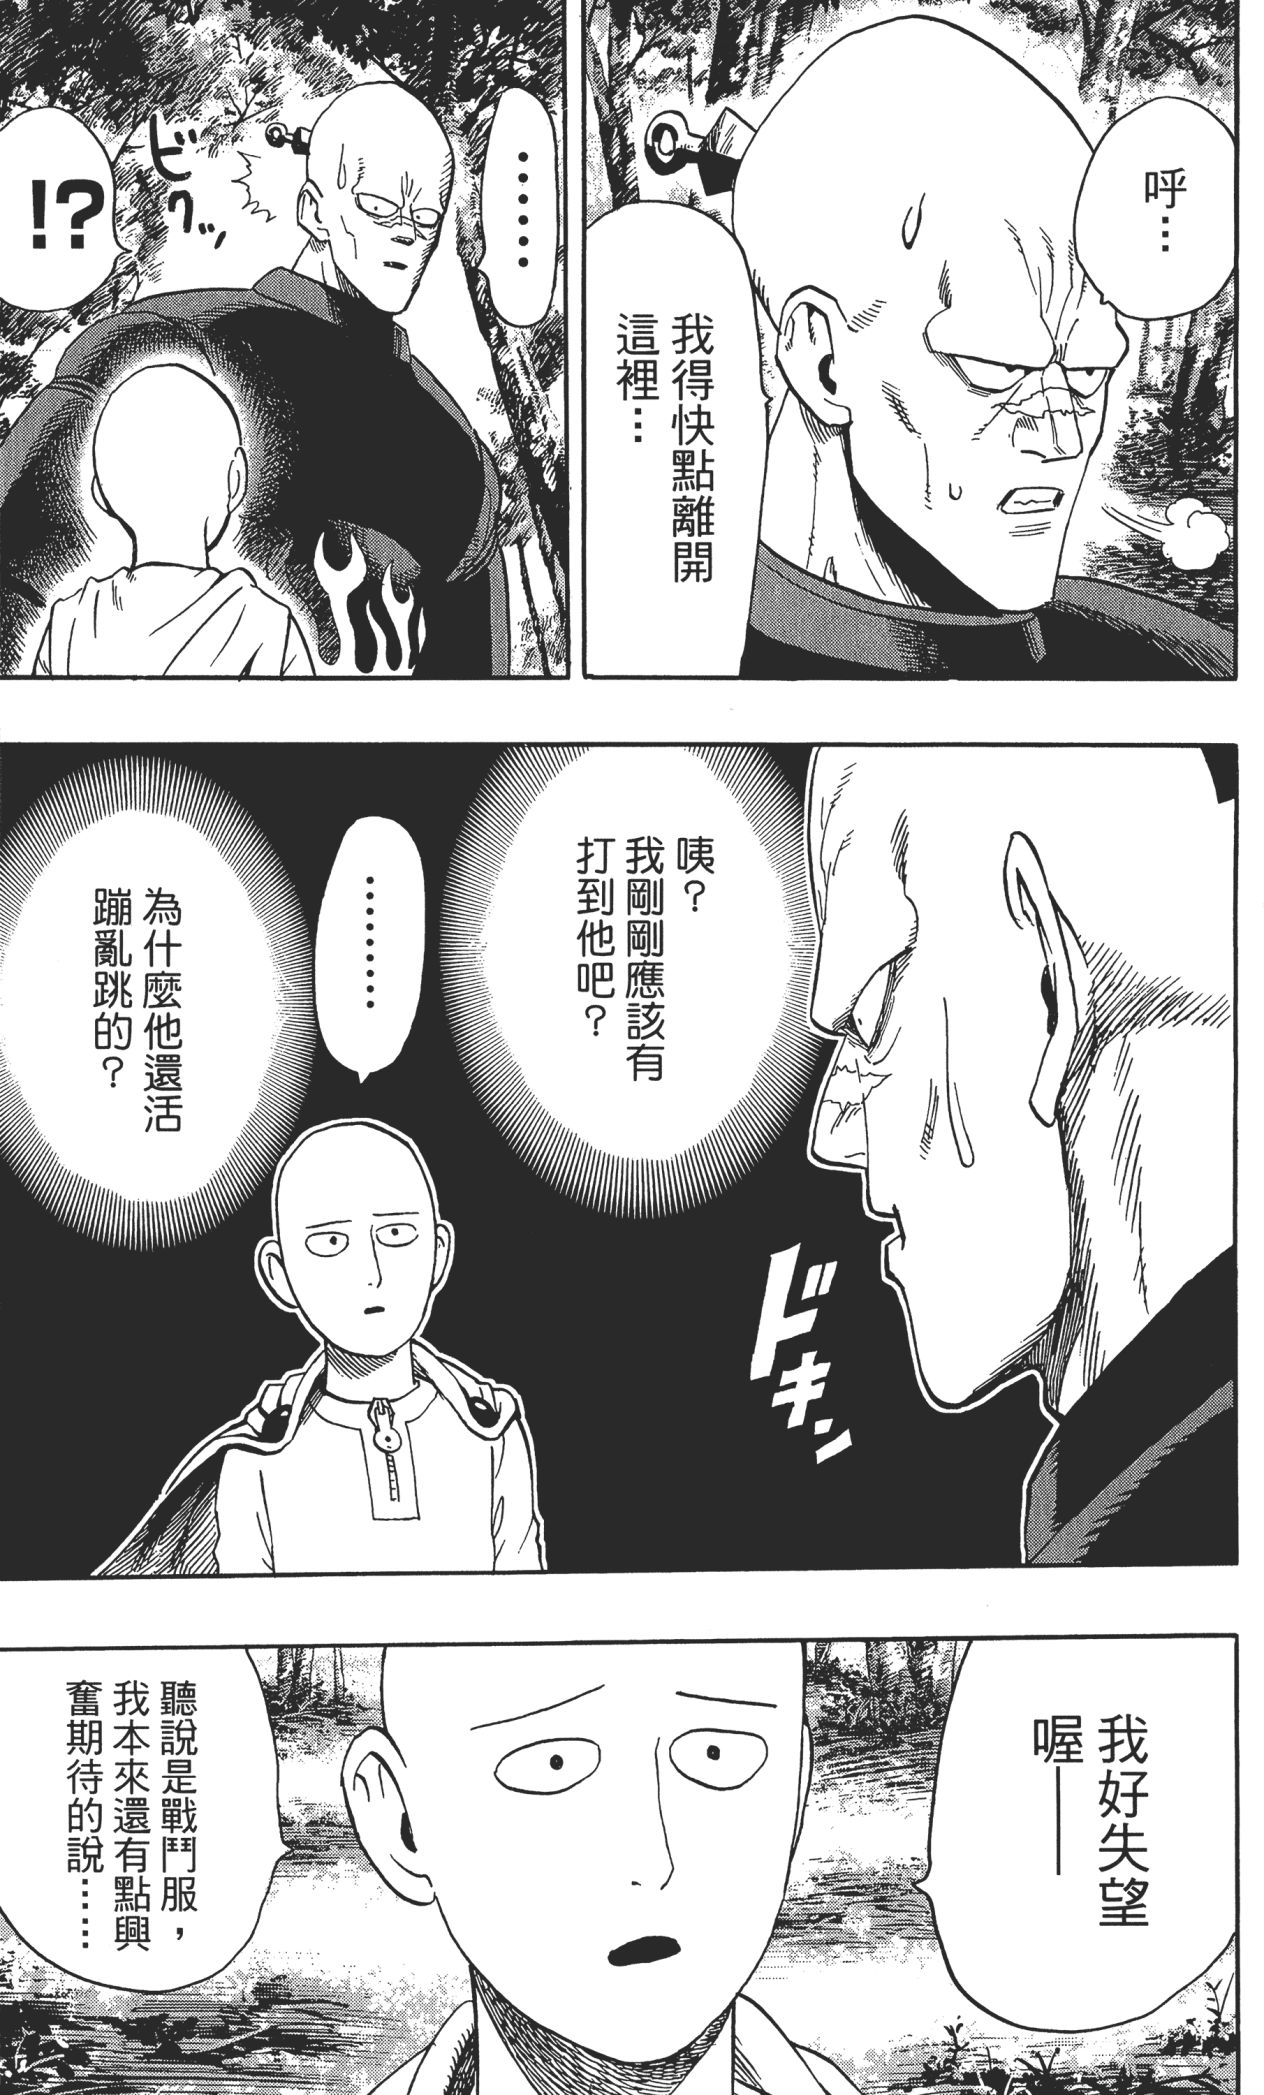 呼…
我得快點離開
這裡…
……
ビクッ
!?
咦？
我剛剛應該有
打到他吧？
………
為什麼他還活
蹦亂跳的？
ドキン
我好失望
喔——
聽說是戰鬥服，
我本來還有點興
奮期待的說……